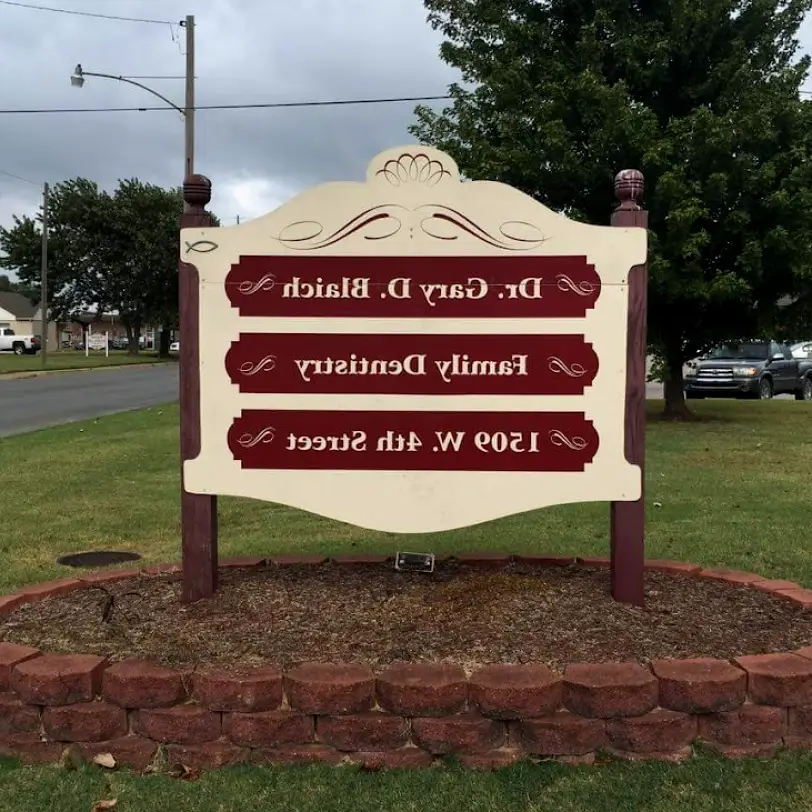 Dr. Gary D. Blaich
Family Dentistry
1509 W. 4th Street